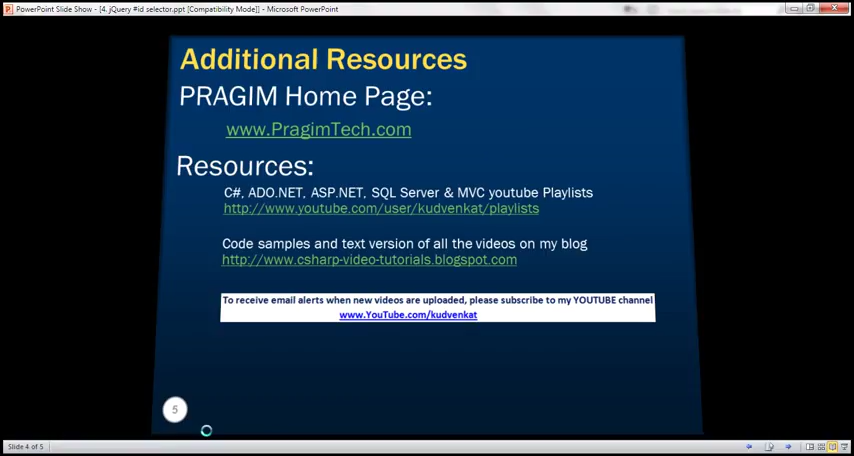 PowerPoint Slide Show - [4. jQuery #id selector.ppt [Compatibility Mode]] - Microsoft PowerPoint
Additional Resources
PRAGIM Home Page:
www.PragimTech.com
Resources:
C#, ADO.NET, ASP.NET, SQL Server & MVC youtube Playlists
http://www.youtube.com/user/kudvenkat/playlists
Code samples and text version of all the videos on my blog
http://www.csharp-video-tutorials.blogspot.com
To receive email alerts when new videos are uploaded, please subscribe to my YOUTUBE channel
www.YouTube.com/kudvenkat
5
Slide 4 of 5